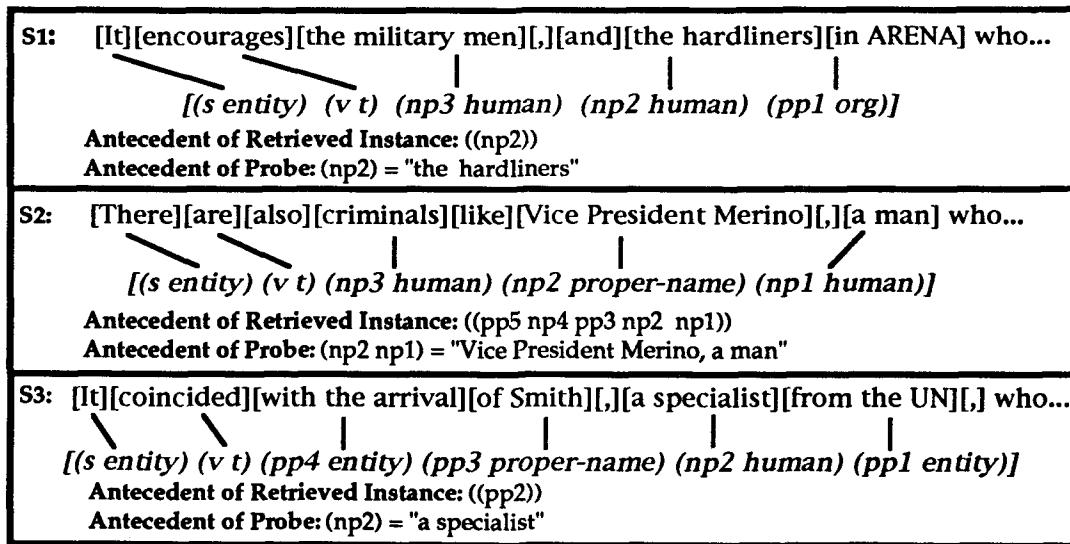 S1: [It][encourages][the military men][,][and][the hardliners][in ARENA] who...
[(s entity) (v t) (np3 human) (np2 human) (pp1 org)]
Antecedent of Retrieved Instance: ((np2))
Antecedent of Probe: (np2) = "the hardliners"
S2: [There][are][also][criminals][like][Vice President Merino][,][a man] who...
[(s entity) (v t) (np3 human) (np2 proper-name) (np1 human)]
Antecedent of Retrieved Instance: ((pp5 np4 pp3 np2 np1))
Antecedent of Probe: (np2 np1) = "Vice President Merino, a man"
S3: [It][coincided][with the arrival][of Smith][,][a specialist][from the UN][,] who...
[(s entity) (v t) (pp4 entity) (pp3 proper-name) (np2 human) (pp1 entity)]
Antecedent of Retrieved Instance: ((pp2))
Antecedent of Probe: (np2) = "a specialist"